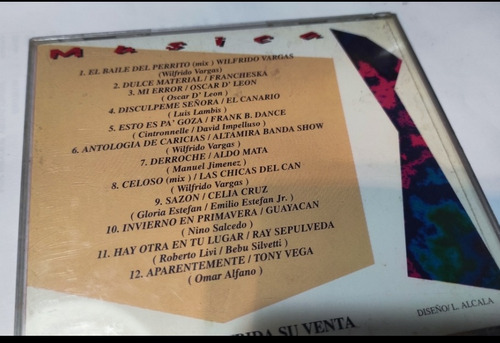 MUSICA
1. EL BAILE DEL PERRITO (mix) WILFRIDO VARGAS
(Wilfrido Vargas)
2. DULCE MATERIAL / FRANCHESKA
3. MI ERROR / OSCAR D' LEON
( Oscar D' Leon )
4. DISCULPEME SEÑORA / EL CANARIO
( Luis Lambis )
5. ESTO ES PA' GOZA / FRANK B. DANCE
( Cintronnelle / David Impelluso )
6. ANTOLOGIA DE CARICIAS / ALTAMIRA BANDA SHOW
( Wilfrido Vargas )
7. DERROCHE / ALDO MATA
( Manuel Jimenez )
8. CELOSO (mix) / LAS CHICAS DEL CAN
( Wilfrido Vargas )
9. SAZON / CELIA CRUZ
( Gloria Estefan / Emilio Estefan Jr. )
10. INVIERNO EN PRIMAVERA / GUAYACAN
( Nino Salcedo )
11. HAY OTRA EN TU LUGAR / RAY SEPULVEDA
( Roberto Livi / Bebu Silvetti )
12. APARENTEMENTE / TONY VEGA
( Omar Alfano )
DISEÑO/ L. ALCALA
SU VENTA